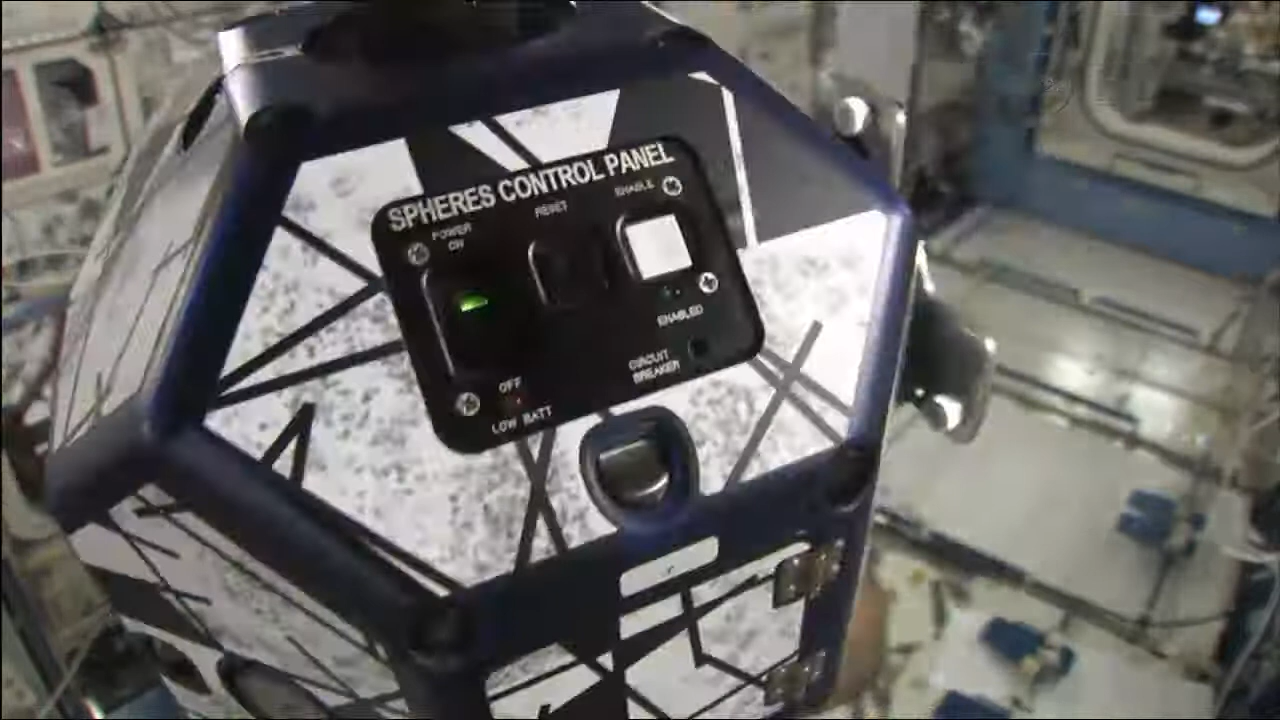 SPHERES CONTROL PANEL
POWER
ON
RESET
ENABLE
ENABLED
CIRCUIT
BREAKER
OFF
LOW BATT